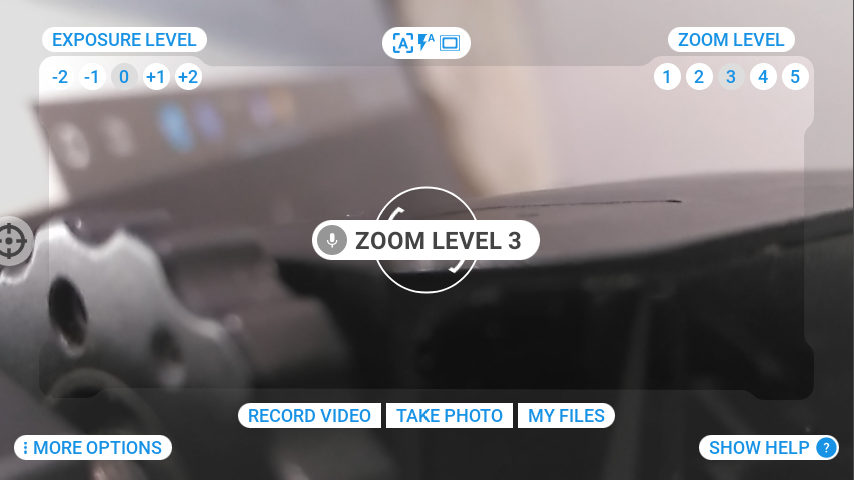 EXPOSURE LEVEL
-2 -1 0 +1 +2
A A
ZOOM LEVEL
1 2 3 4 5
ZOOM LEVEL 3
RECORD VIDEO TAKE PHOTO MY FILES
MORE OPTIONS
SHOW HELP ?